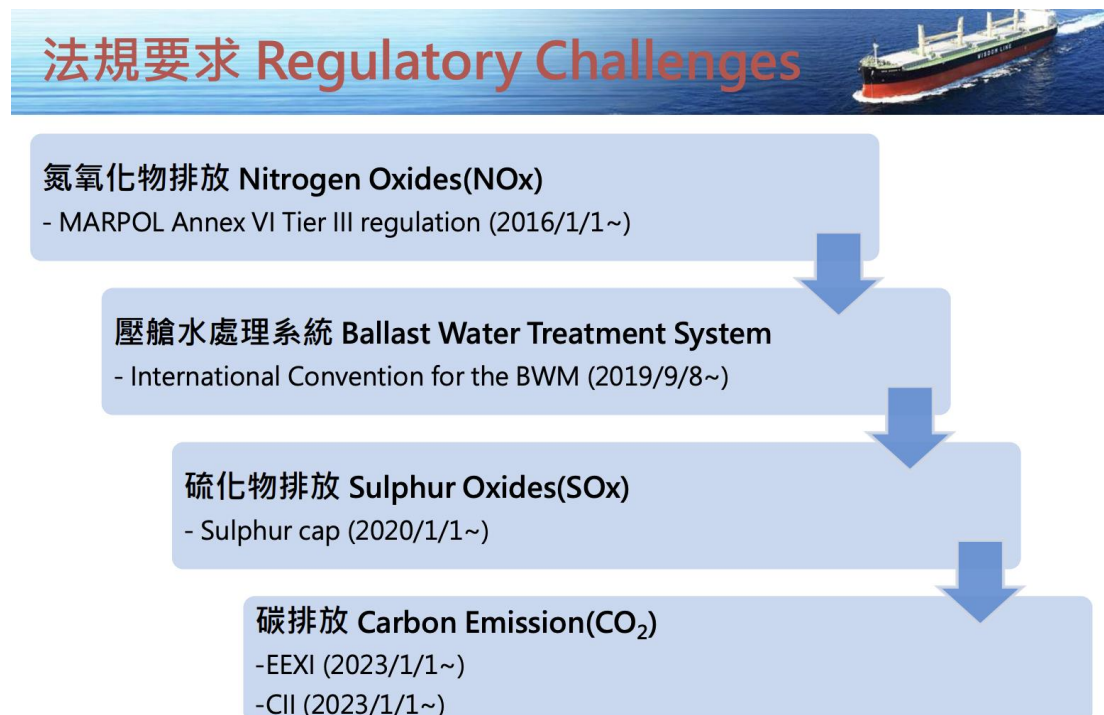 法規要求 Regulatory Challenges
WISDOM LINE
氮氧化物排放 Nitrogen Oxides(NOx)
- MARPOL Annex VI Tier III regulation (2016/1/1~)
壓艙水處理系統 Ballast Water Treatment System
- International Convention for the BWM (2019/9/8~)
硫化物排放 Sulphur Oxides(SOx)
- Sulphur cap (2020/1/1~)
碳排放 Carbon Emission(CO₂)
-EEXI (2023/1/1~)
-CII (2023/1/1~)